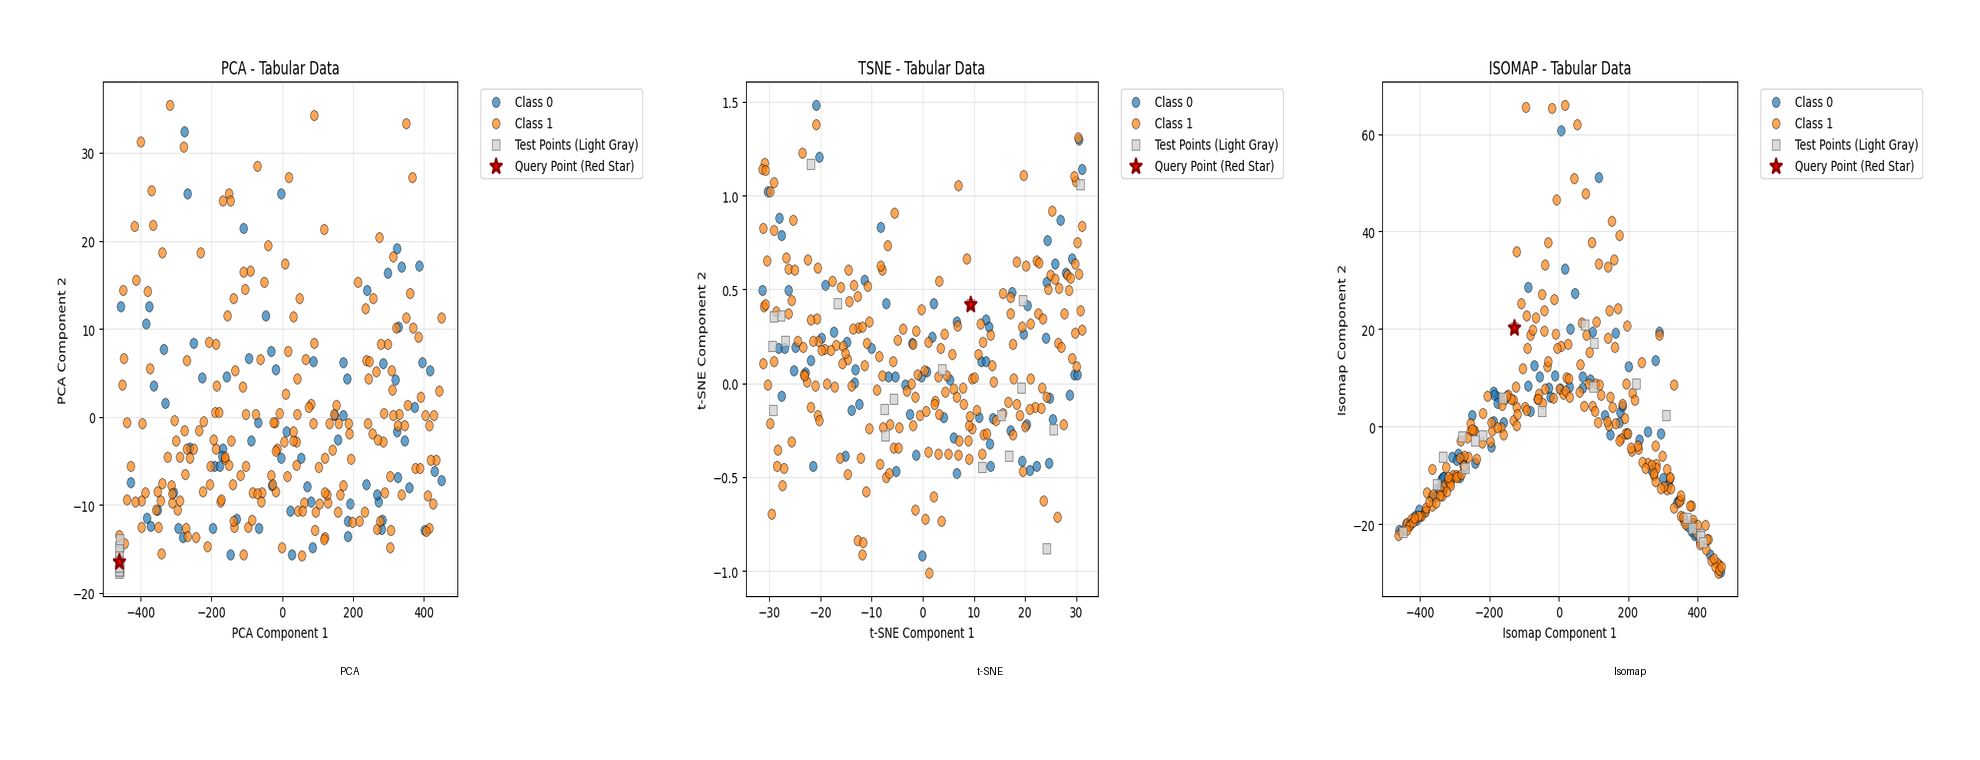 PCA - Tabular Data
PCA Component 2
30
20
10
0
−10
−20
−400
−200
0
200
400
PCA Component 1
Class 0
Class 1
Test Points (Light Gray)
Query Point (Red Star)
PCA
TSNE - Tabular Data
t-SNE Component 2
1.5
1.0
0.5
0.0
−0.5
−1.0
−30
−20
−10
0
10
20
30
t-SNE Component 1
Class 0
Class 1
Test Points (Light Gray)
Query Point (Red Star)
t-SNE
ISOMAP - Tabular Data
Isomap Component 2
60
40
20
0
−20
−400
−200
0
200
400
Isomap Component 1
Class 0
Class 1
Test Points (Light Gray)
Query Point (Red Star)
Isomap